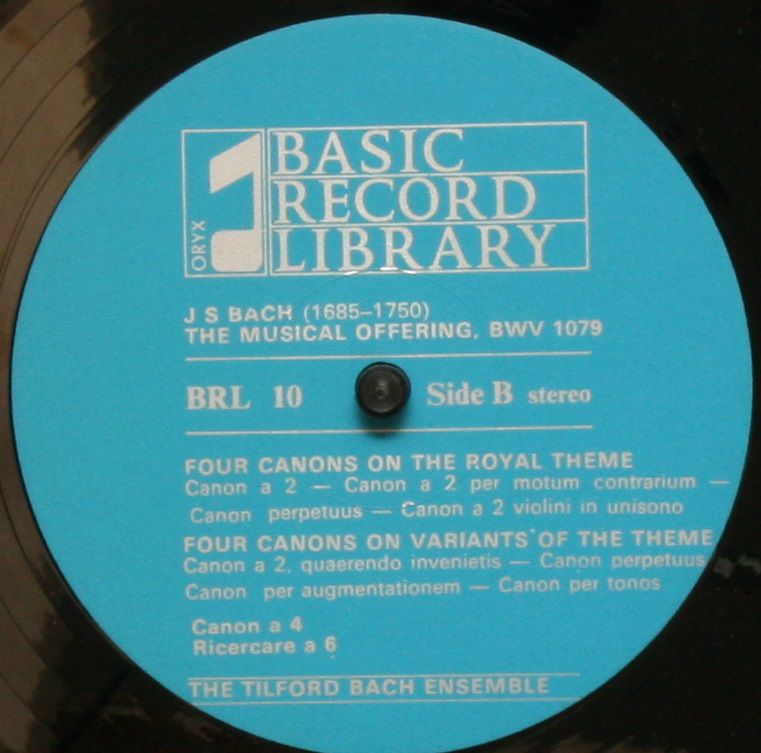 ORYX
BASIC
RECORD
LIBRARY
J S BACH (1685–1750)
THE MUSICAL OFFERING, BWV 1079
BRL 10 Side B stereo
FOUR CANONS ON THE ROYAL THEME
Canon a 2 — Canon a 2 per motum contrarium —
Canon perpetuus — Canon a 2 violini in unisono
FOUR CANONS ON VARIANTS OF THE THEME
Canon a 2, quaerendo invenietis — Canon perpetuus
Canon per augmentationem — Canon per tonos
Canon a 4
Ricercare a 6
THE TILFORD BACH ENSEMBLE